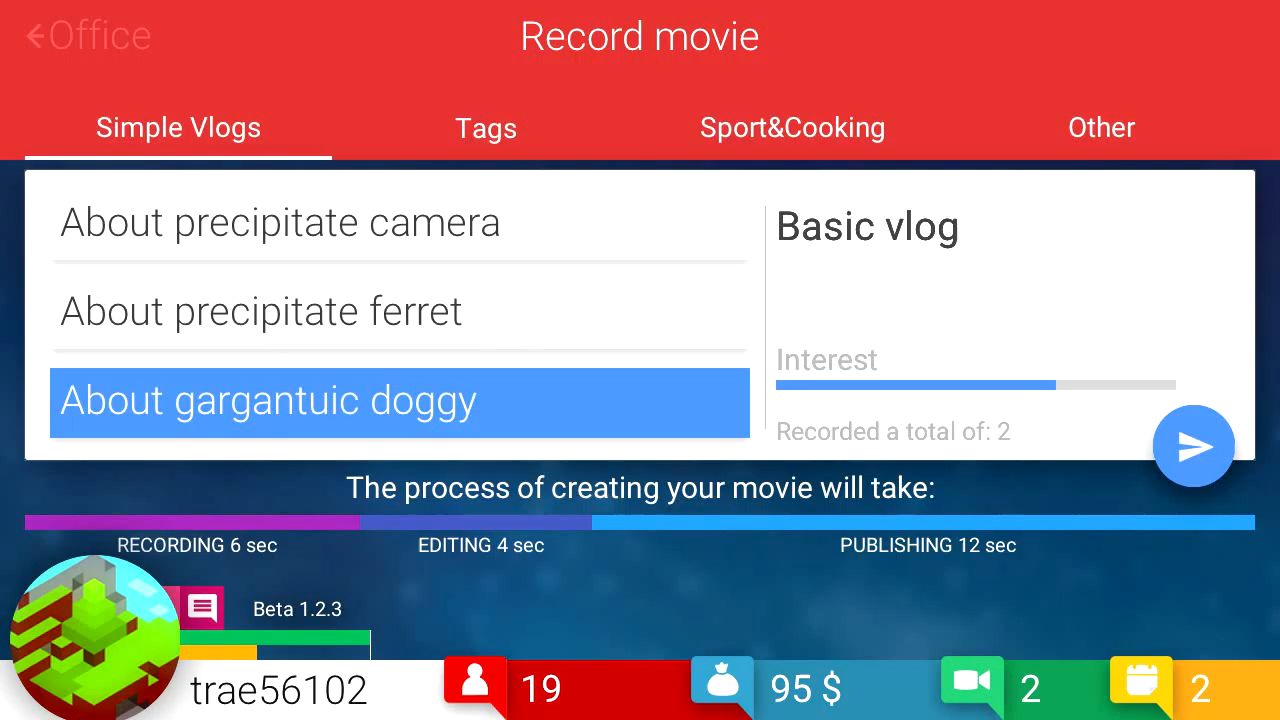 Office
Record movie
Simple Vlogs
Tags
Sport&Cooking
Other
About precipitate camera
About precipitate ferret
About gargantuic doggy
Basic vlog
Interest
Recorded a total of: 2
The process of creating your movie will take:
RECORDING 6 sec
EDITING 4 sec
PUBLISHING 12 sec
Beta 1.2.3
trae56102
19
95 $
2
2